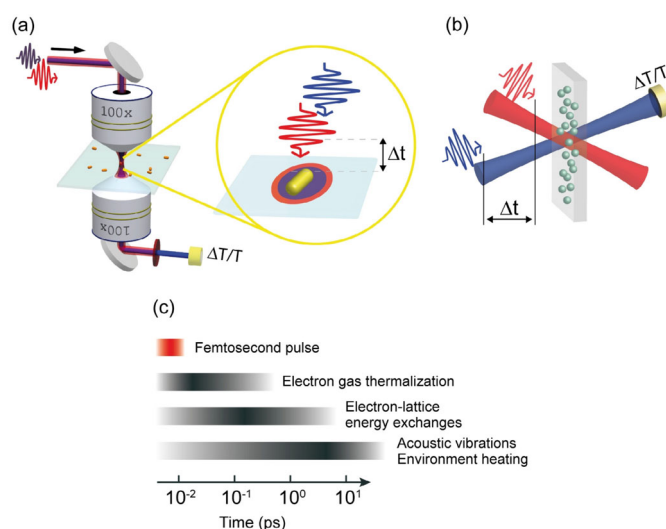 (a)
100x
100x
ΔT/T
Δt
(b)
ΔT/T
Δt
(c)
Femtosecond pulse
Electron gas thermalization
Electron-lattice
energy exchanges
Acoustic vibrations
Environment heating
10⁻² 10⁻¹ 10⁰ 10¹
Time (ps)